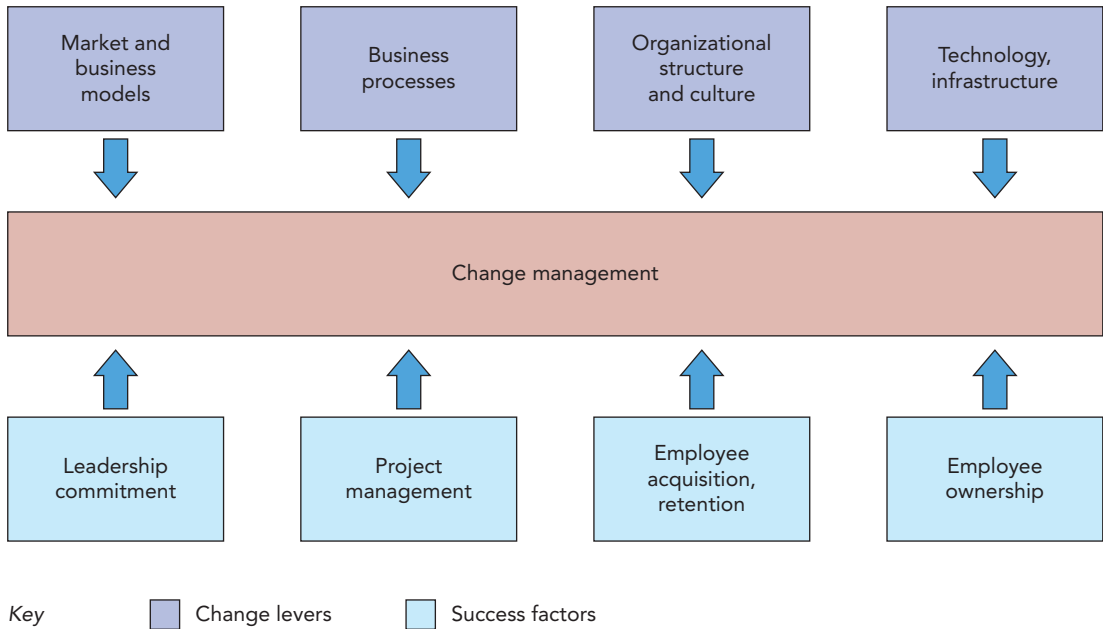 Market and
business
models
Business
processes
Organizational
structure
and culture
Technology,
infrastructure
Change management
Leadership
commitment
Project
management
Employee
acquisition,
retention
Employee
ownership
Key
Change levers
Success factors